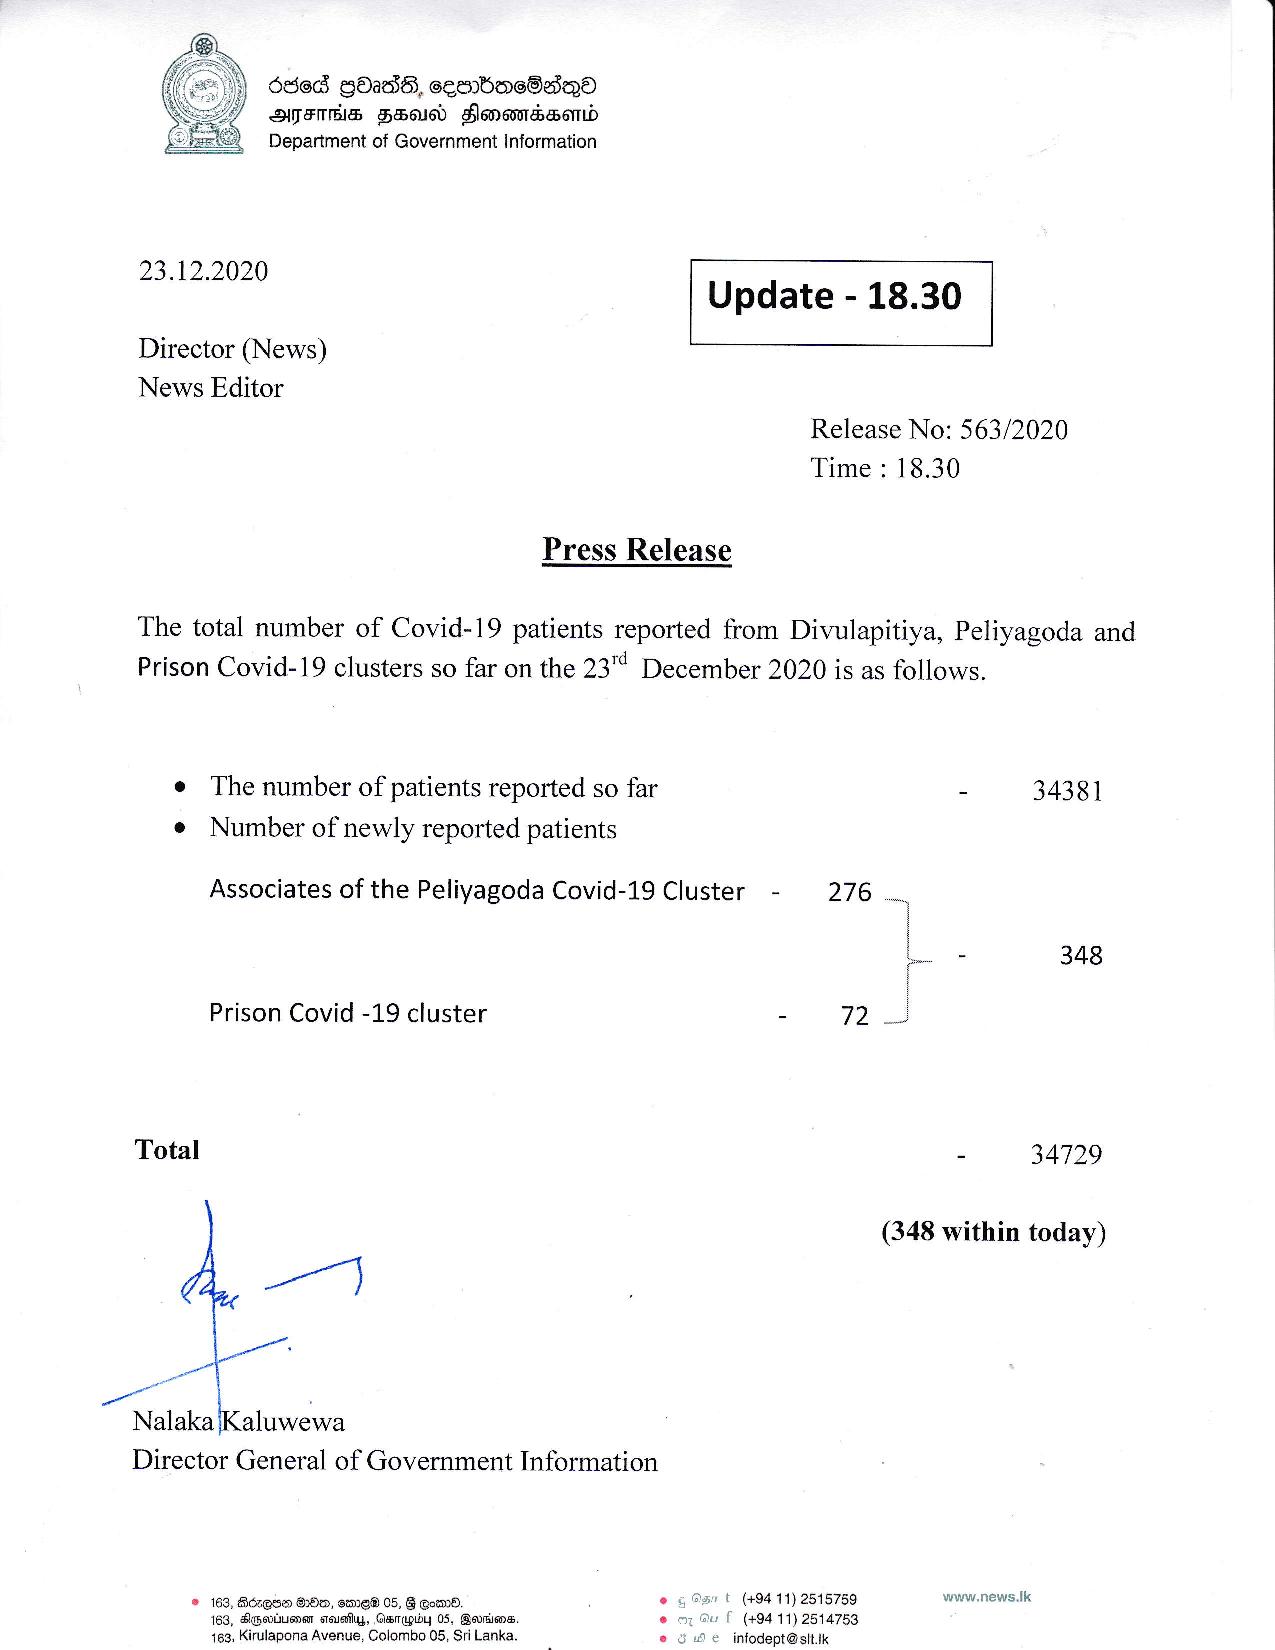 රජයේ ප්‍රවෘත්ති දෙපාර්තමේන්තුව
அரசாங்க தகவல் திணைக்களம்
Department of Government Information
23.12.2020
Update - 18.30
Director (News)
News Editor
Release No: 563/2020
Time : 18.30
Press Release
The total number of Covid-19 patients reported from Divulapitiya, Peliyagoda and
Prison Covid-19 clusters so far on the 23rd December 2020 is as follows.
• The number of patients reported so far - 34381
• Number of newly reported patients
Associates of the Peliyagoda Covid-19 Cluster - 276
- 348
Prison Covid -19 cluster - 72
Total - 34729
(348 within today)
Nalaka Kaluwewa
Director General of Government Information
• 163, කිරුළපන මාවත, කොළඹ 05, ශ්‍රී ලංකාව.
163, கிருலப்பனை எவனியூ, கொழும்பு 05, இலங்கை.
163, Kirulapona Avenue, Colombo 05, Sri Lanka.
• දු தொ t (+94 11) 2515759
• ෆැ பெ f (+94 11) 2514753
• ඊ மி e infodept@slt.lk
www.news.lk